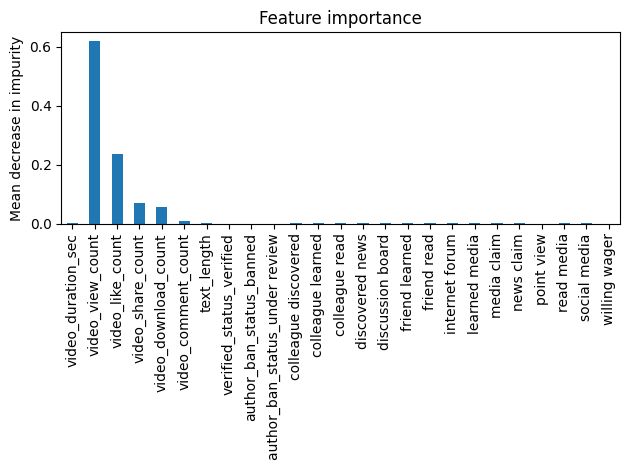 Feature importance
Mean decrease in impurity
0.6
0.4
0.2
0.0
video_duration_sec
video_view_count
video_like_count
video_share_count
video_download_count
video_comment_count
text_length
verified_status_verified
author_ban_status_banned
author_ban_status_under review
colleague discovered
colleague learned
colleague read
discovered news
discussion board
friend learned
friend read
internet forum
learned media
media claim
news claim
point view
read media
social media
willing wager